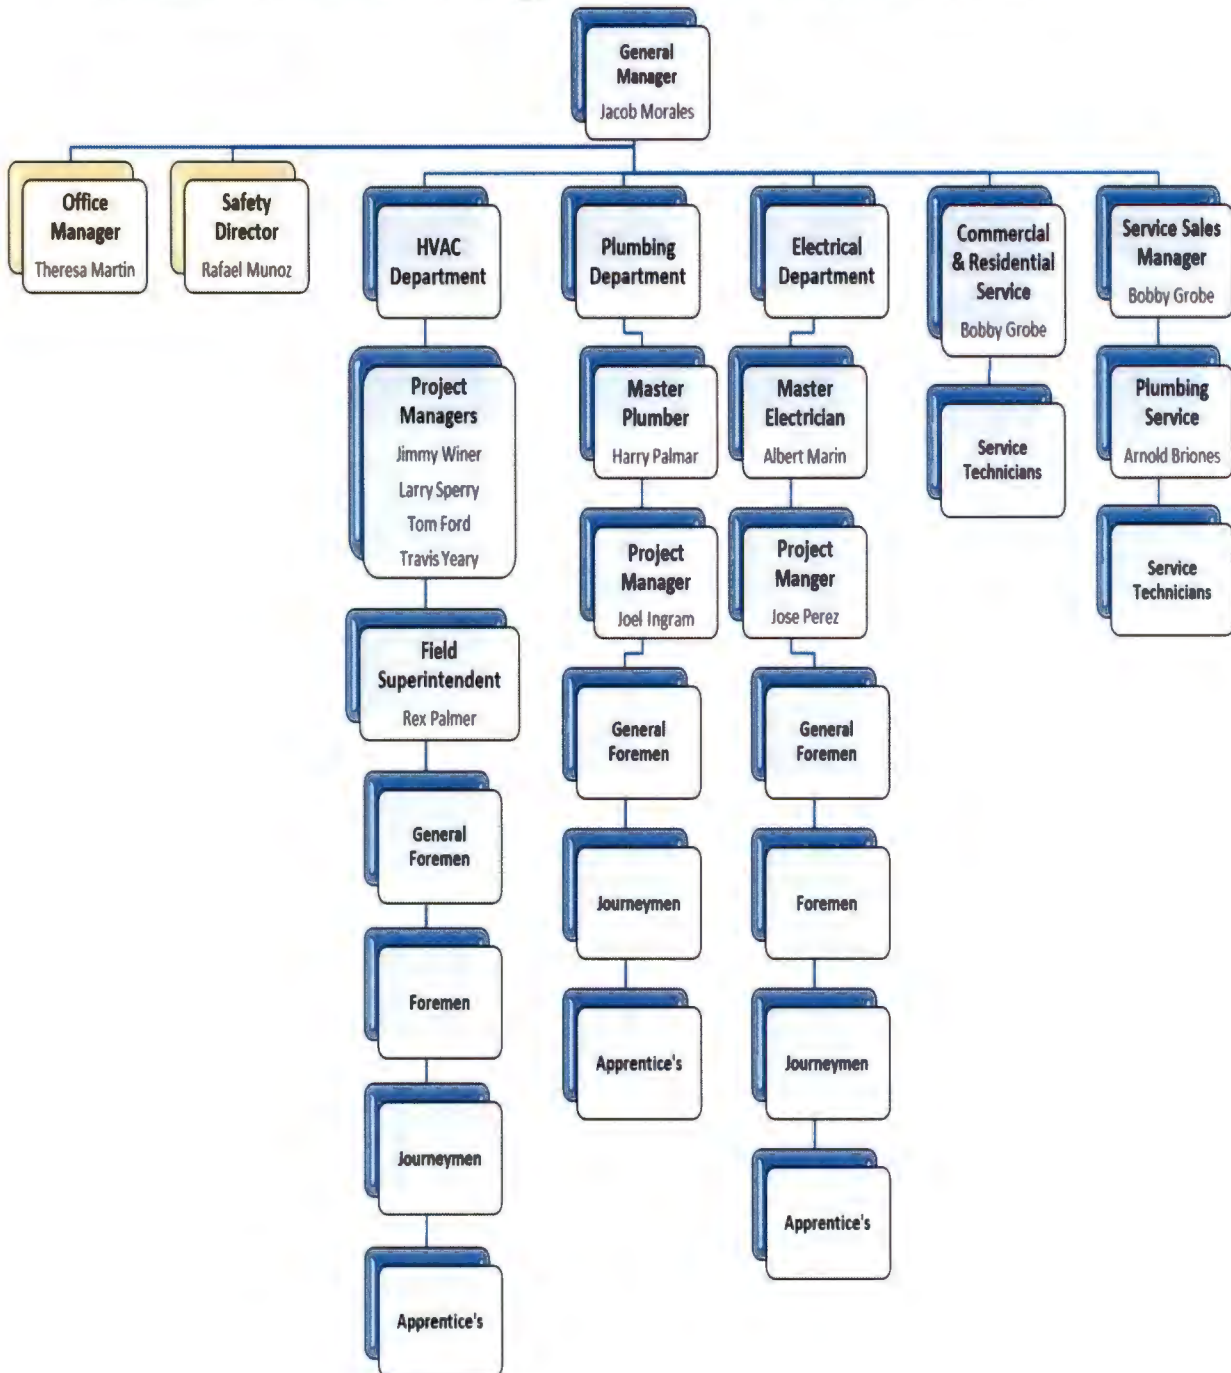 General
Manager
Jacob Morales
Office
Manager
Theresa Martin
Safety
Director
Rafael Munoz
HVAC
Department
Plumbing
Department
Electrical
Department
Commercial
& Residential
Service
Bobby Grobe
Service Sales
Manager
Bobby Grobe
Project
Managers
Jimmy Winer
Larry Sperry
Tom Ford
Travis Yeary
Master
Plumber
Harry Palmar
Master
Electrician
Albert Marin
Service
Technicians
Plumbing
Service
Arnold Briones
Project
Manager
Joel Ingram
Project
Manger
Jose Perez
Service
Technicians
Field
Superintendent
Rex Palmer
General
Foremen
General
Foremen
General
Foremen
Journeymen
Foremen
Foremen
Apprentice's
Journeymen
Journeymen
Apprentice's
Apprentice's